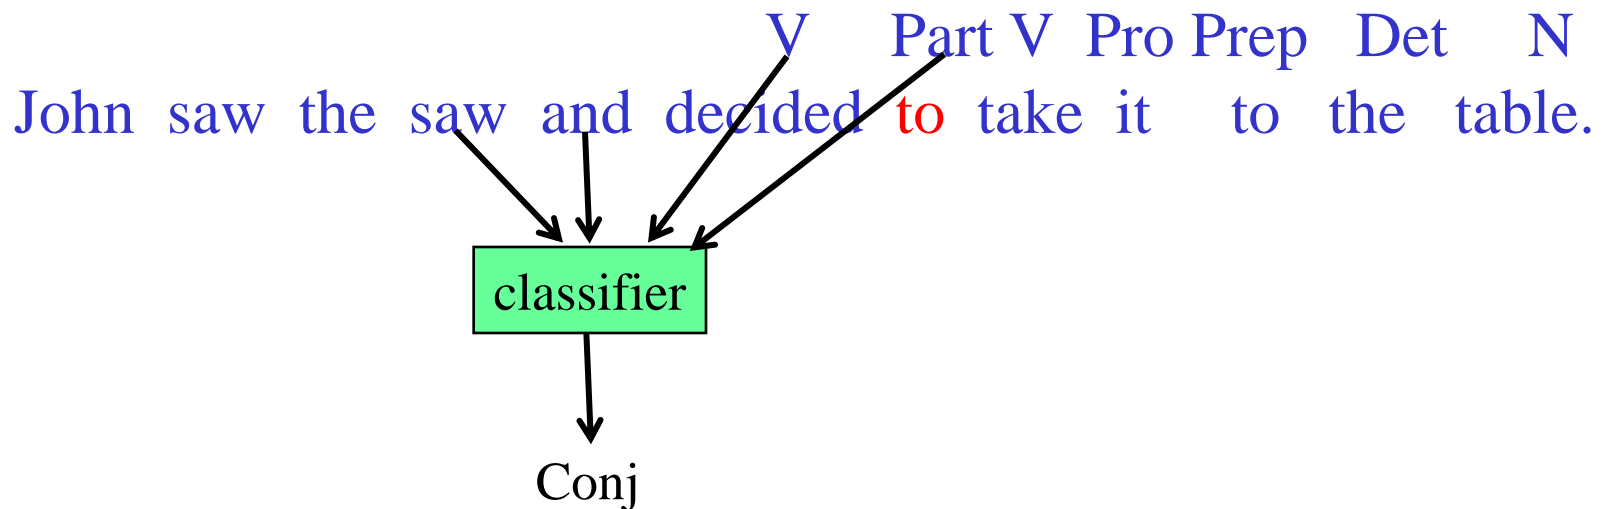 V Part V Pro Prep Det N
John saw the saw and decided to take it to the table.
classifier
Conj